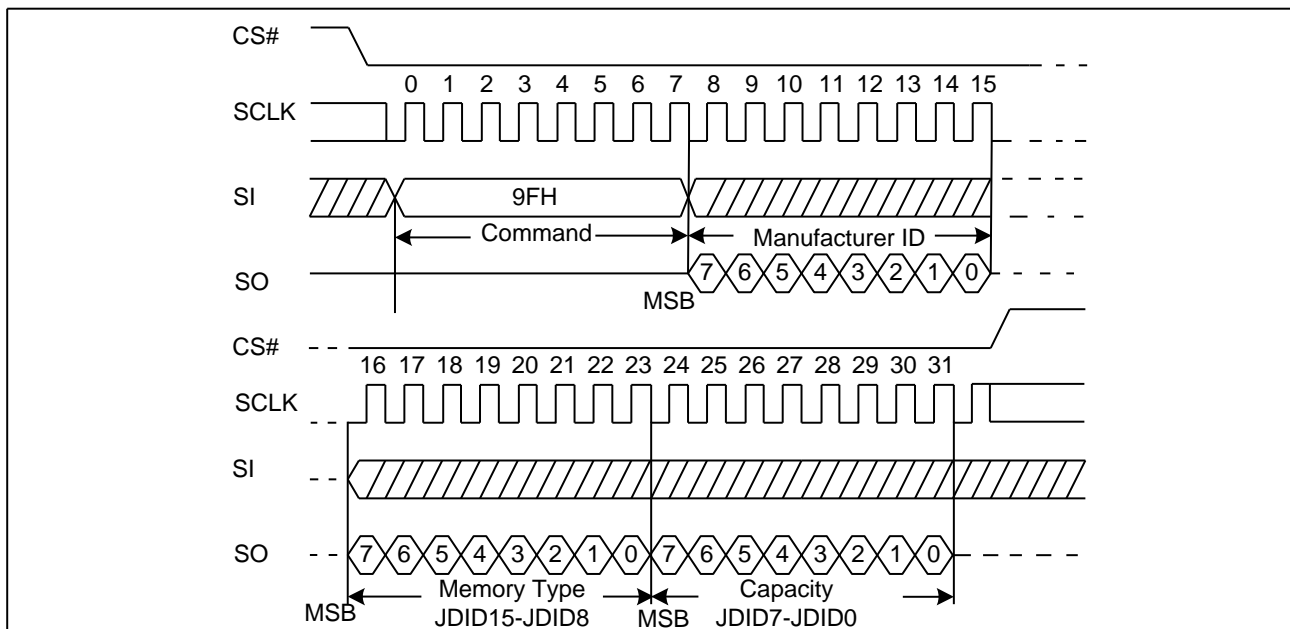 CS#
0 1 2 3 4 5 6 7 8 9 10 11 12 13 14 15
SCLK
SI 9FH
Command Manufacturer ID
SO 7 6 5 4 3 2 1 0
MSB
CS#
16 17 18 19 20 21 22 23 24 25 26 27 28 29 30 31
SCLK
SI
SO 7 6 5 4 3 2 1 0 7 6 5 4 3 2 1 0
Memory Type Capacity
MSB JDID15-JDID8 MSB JDID7-JDID0